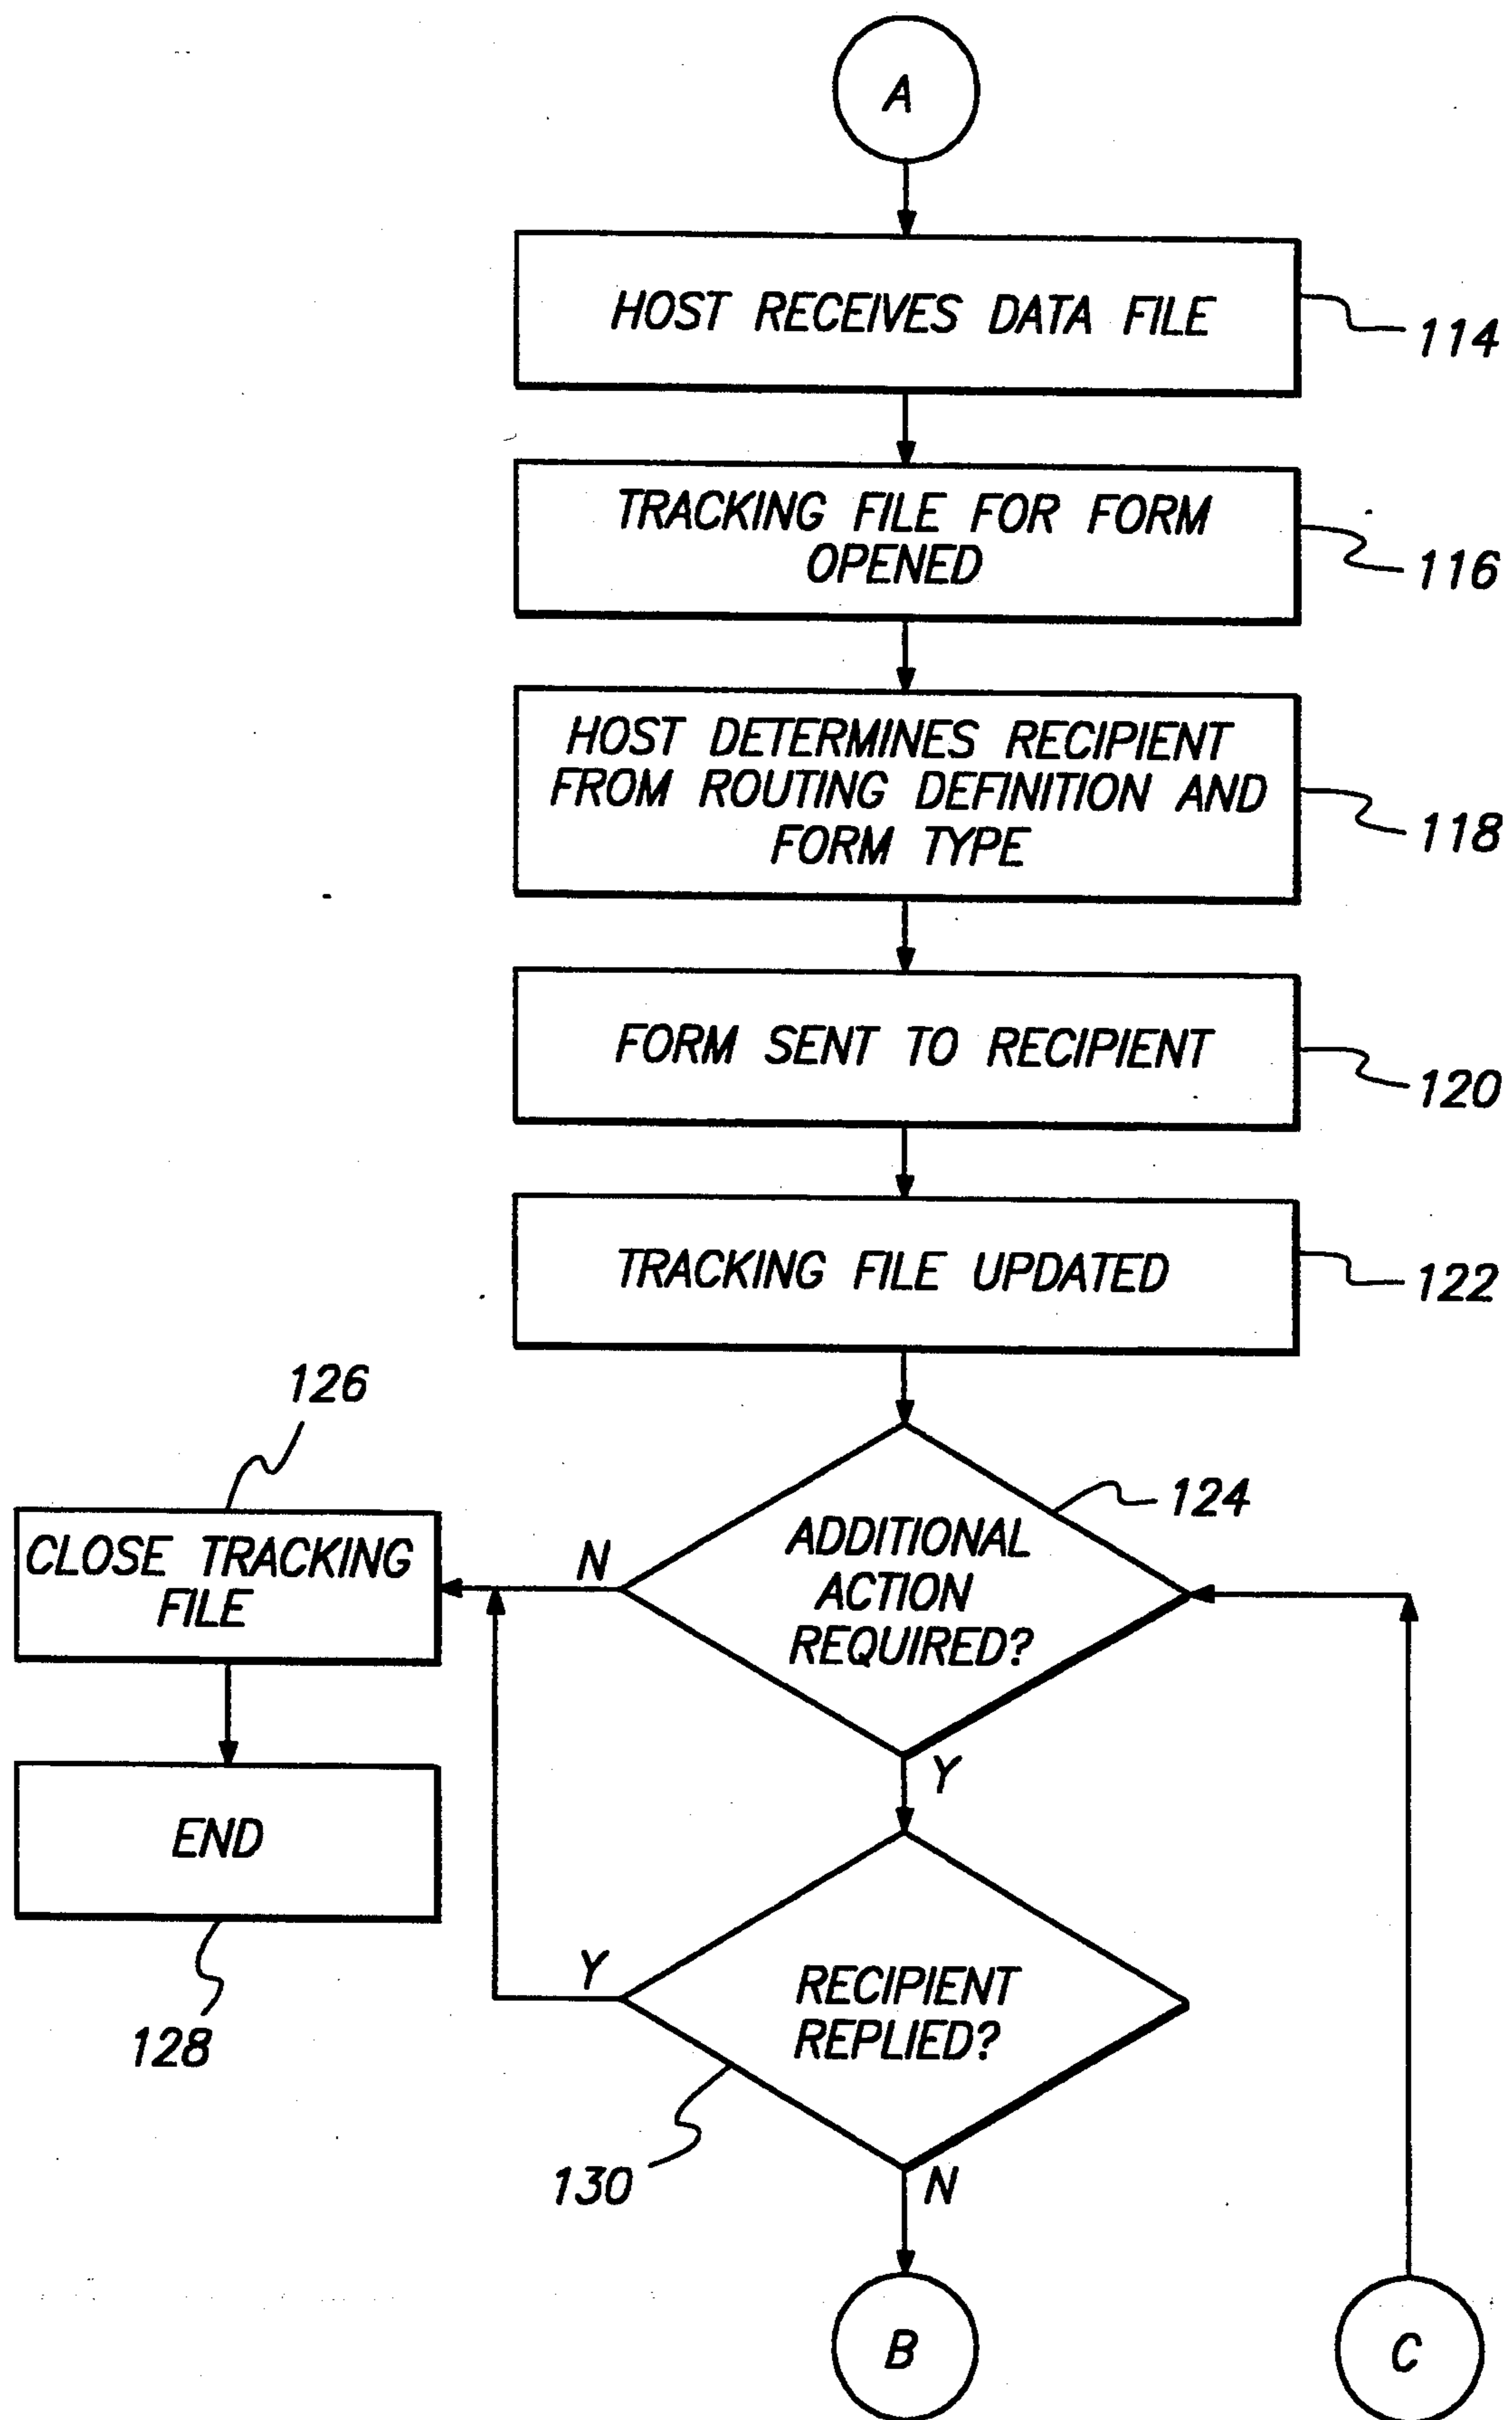 A
HOST RECEIVES DATA FILE
114
TRACKING FILE FOR FORM
OPENED
116
HOST DETERMINES RECIPIENT
FROM ROUTING DEFINITION AND
FORM TYPE
118
FORM SENT TO RECIPIENT
120
TRACKING FILE UPDATED
122
126
124
CLOSE TRACKING
FILE
N
ADDITIONAL
ACTION
REQUIRED?
Y
END
128
Y
RECIPIENT
REPLIED?
130
N
B
C